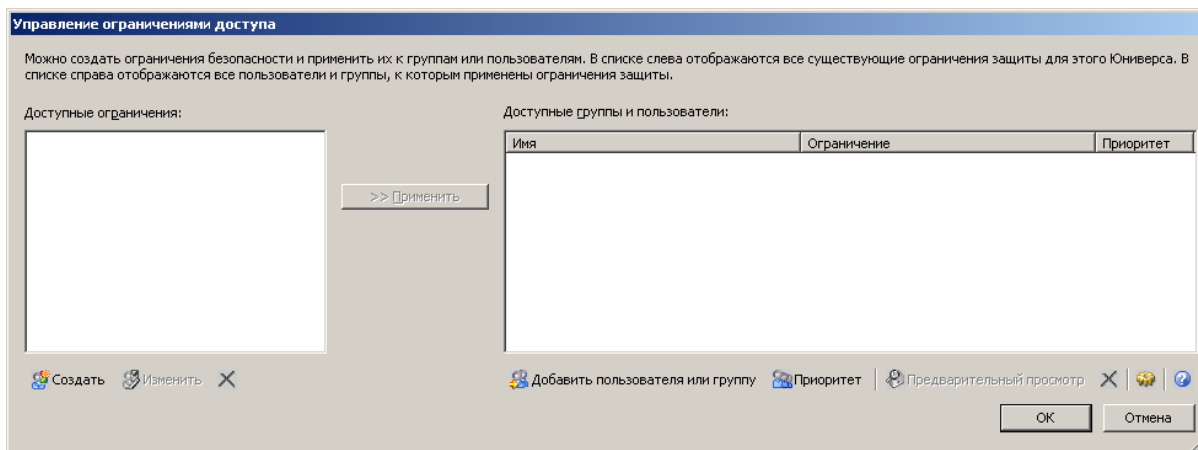 Управление ограничениями доступа
Можно создать ограничения безопасности и применить их к группам или пользователям. В списке слева отображаются все существующие ограничения защиты для этого Юниверса. В
списке справа отображаются все пользователи и группы, к которым применены ограничения защиты.
Доступные ограничения:
Доступные группы и пользователи:
Имя Ограничение Приоритет
>> Применить
Создать Изменить
Добавить пользователя или группу Приоритет Предварительный просмотр
ОК Отмена